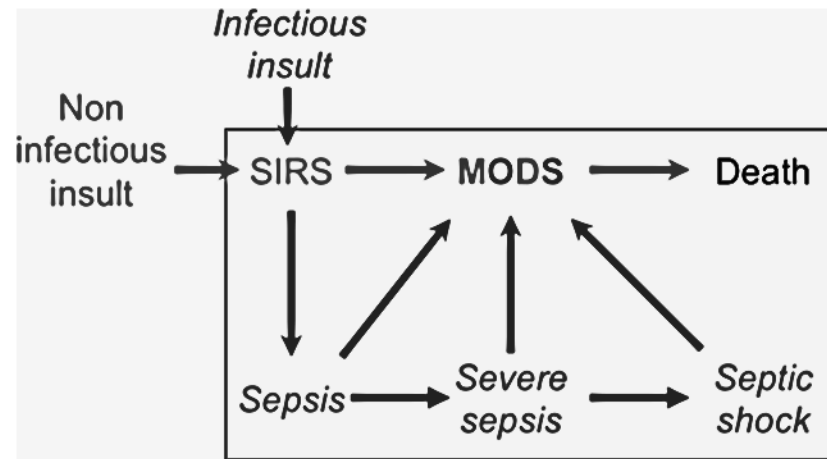 Infectious
insult
Non
infectious
insult
SIRS
MODS
Death
Sepsis
Severe
sepsis
Septic
shock